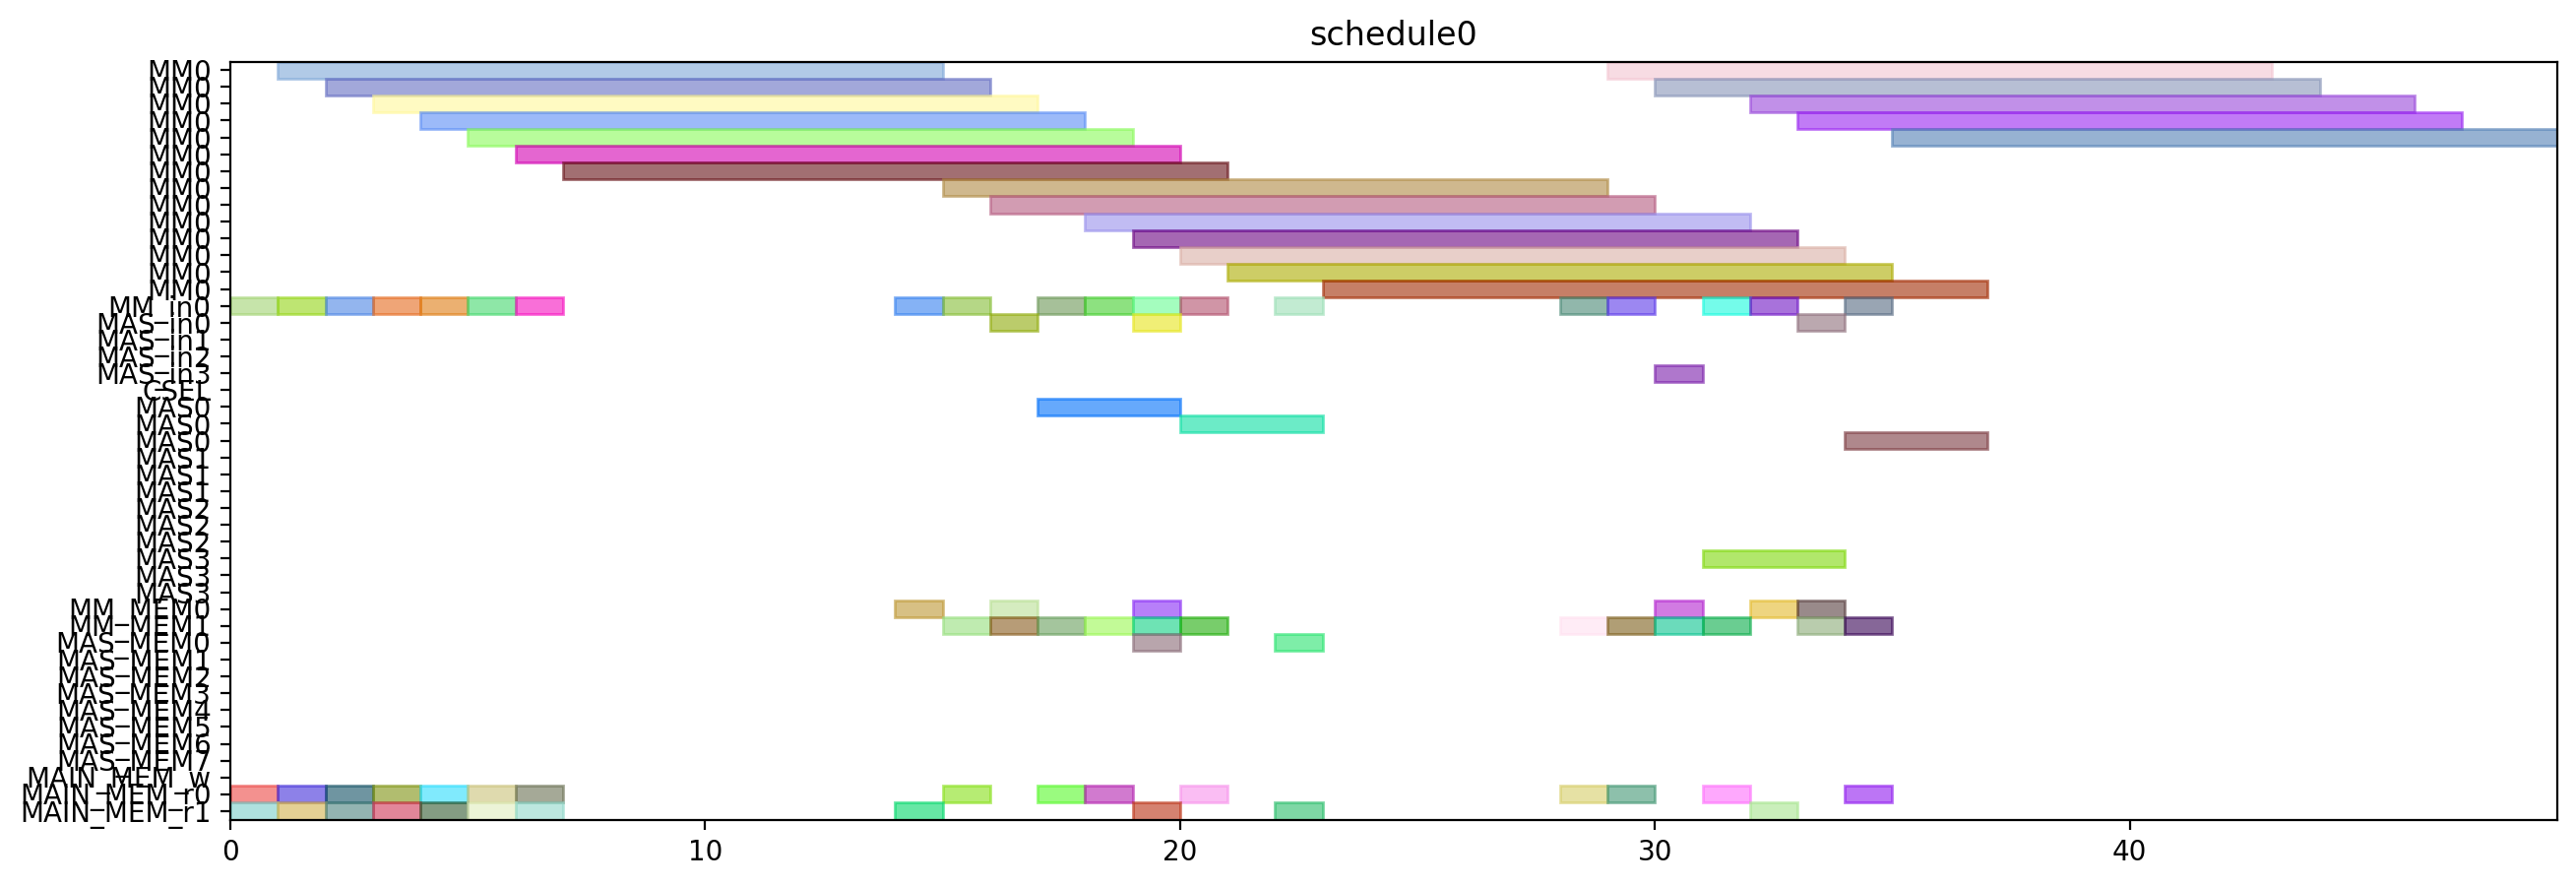 schedule0
MM0
MM0
MM0
MM0
MM0
MM0
MM0
MM0
MM0
MM0
MM0
MM0
MM0
MM0
MM_in0
MAS_in0
MAS_in1
MAS_in2
MAS_in3
CSEL
MAS0
MAS0
MAS0
MAS1
MAS1
MAS1
MAS2
MAS2
MAS2
MAS3
MAS3
MAS3
MM_MEM0
MM_MEM1
MAS_MEM0
MAS_MEM1
MAS_MEM2
MAS_MEM3
MAS_MEM4
MAS_MEM5
MAS_MEM6
MAS_MEM7
MAIN_MEM_w
MAIN_MEM_r0
MAIN_MEM_r1
0 10 20 30 40